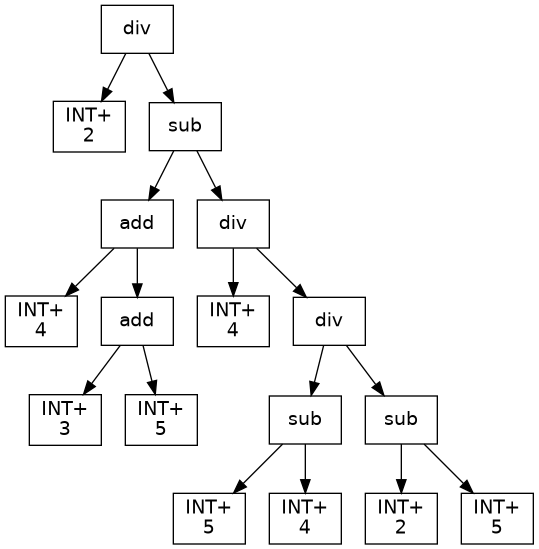 div
INT+
2
sub
add
div
INT+
4
add
INT+
4
div
INT+
3
INT+
5
sub
sub
INT+
5
INT+
4
INT+
2
INT+
5